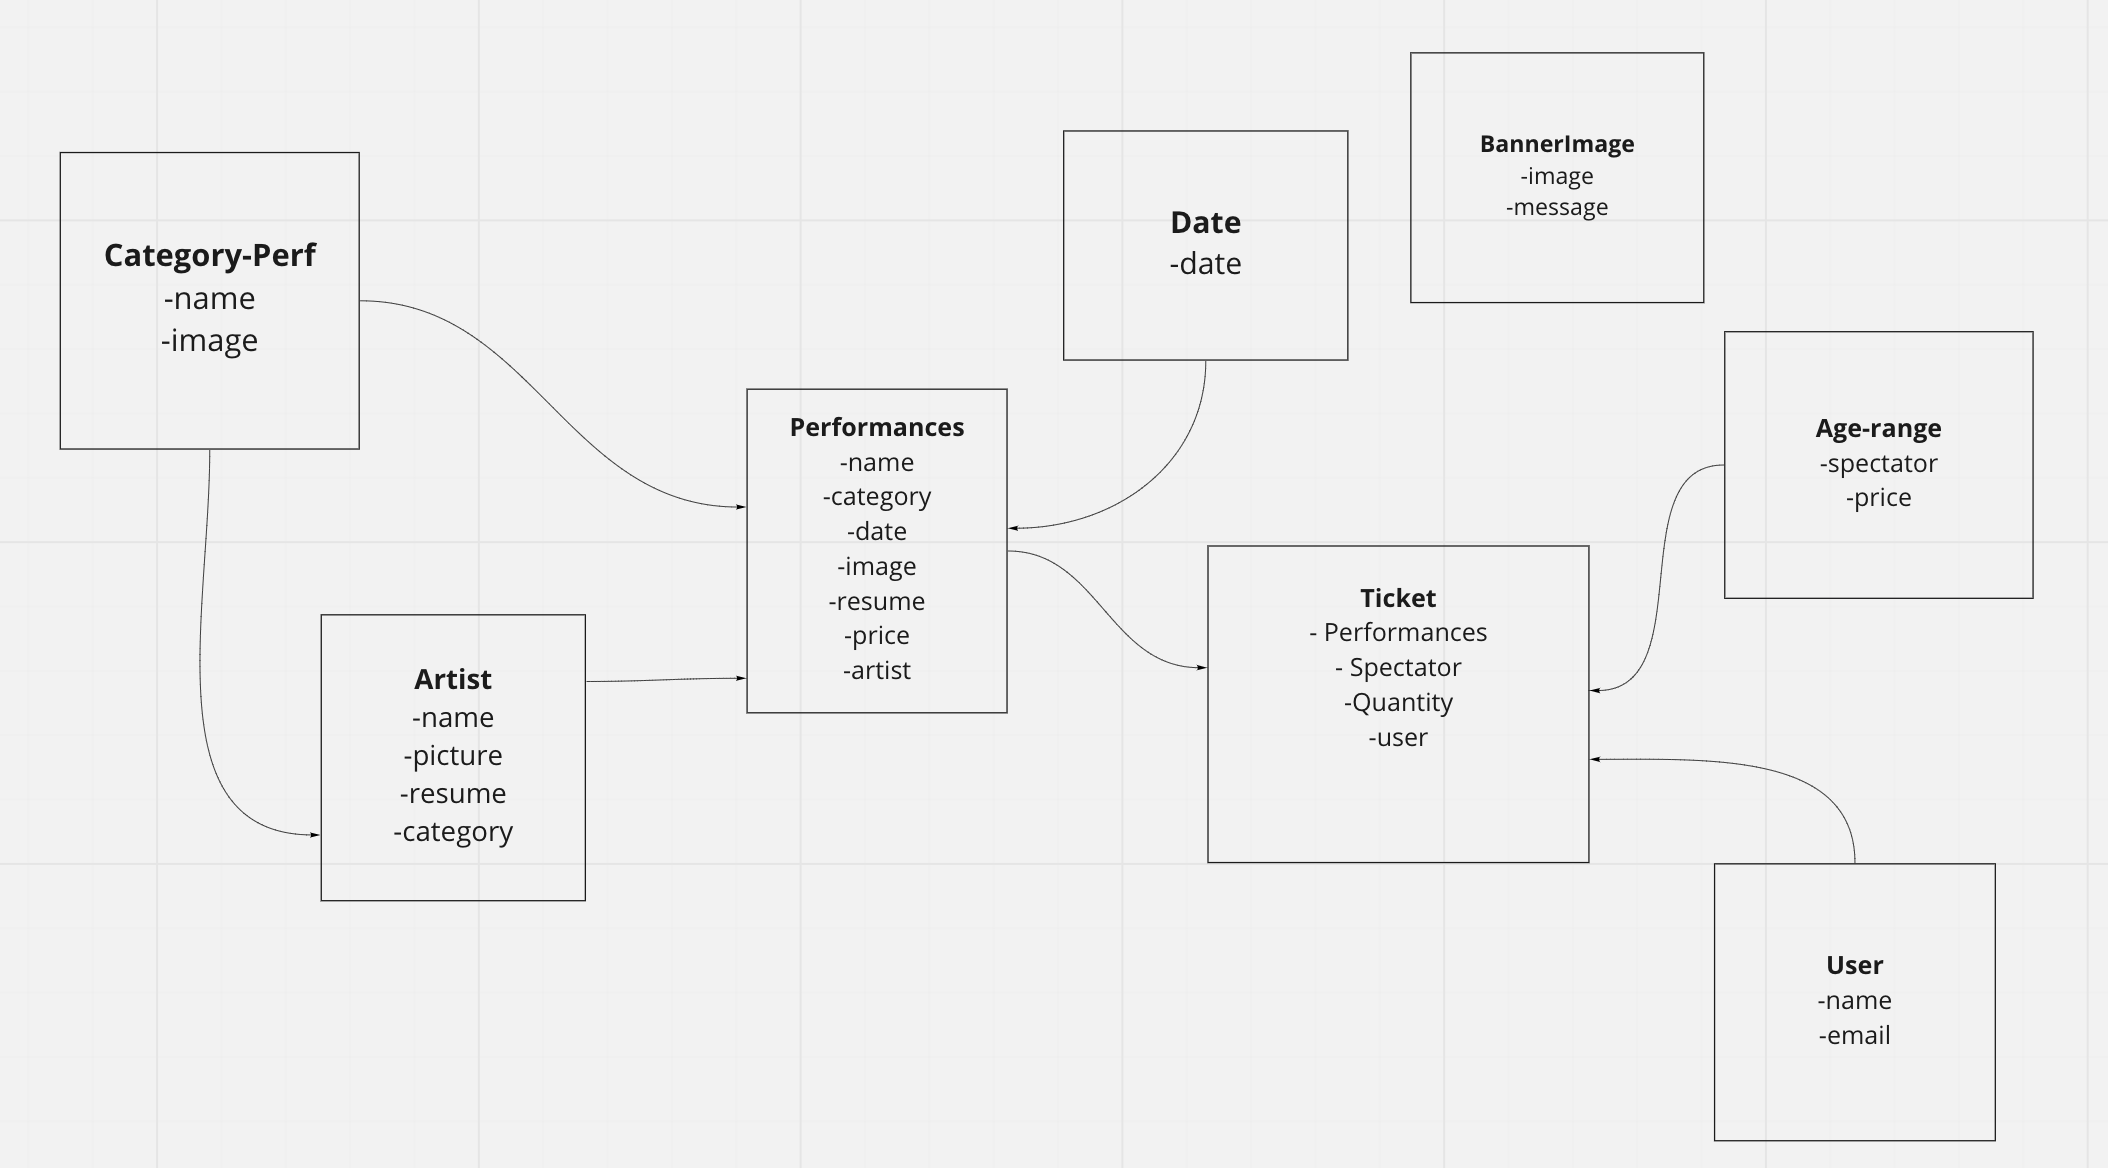 Category-Perf
-name
-image
Artist
-name
-picture
-resume
-category
Performances
-name
-category
-date
-image
-resume
-price
-artist
Date
-date
BannerImage
-image
-message
Ticket
- Performances
- Spectator
-Quantity
-user
Age-range
-spectator
-price
User
-name
-email